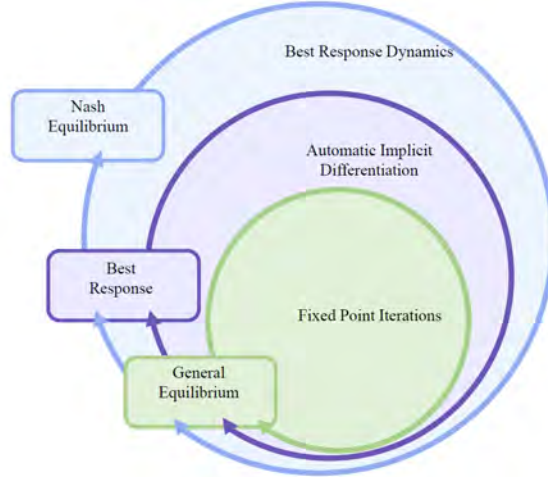 Best Response Dynamics
Nash
Equilibrium
Automatic Implicit
Differentiation
Best
Response
Fixed Point Iterations
General
Equilibrium